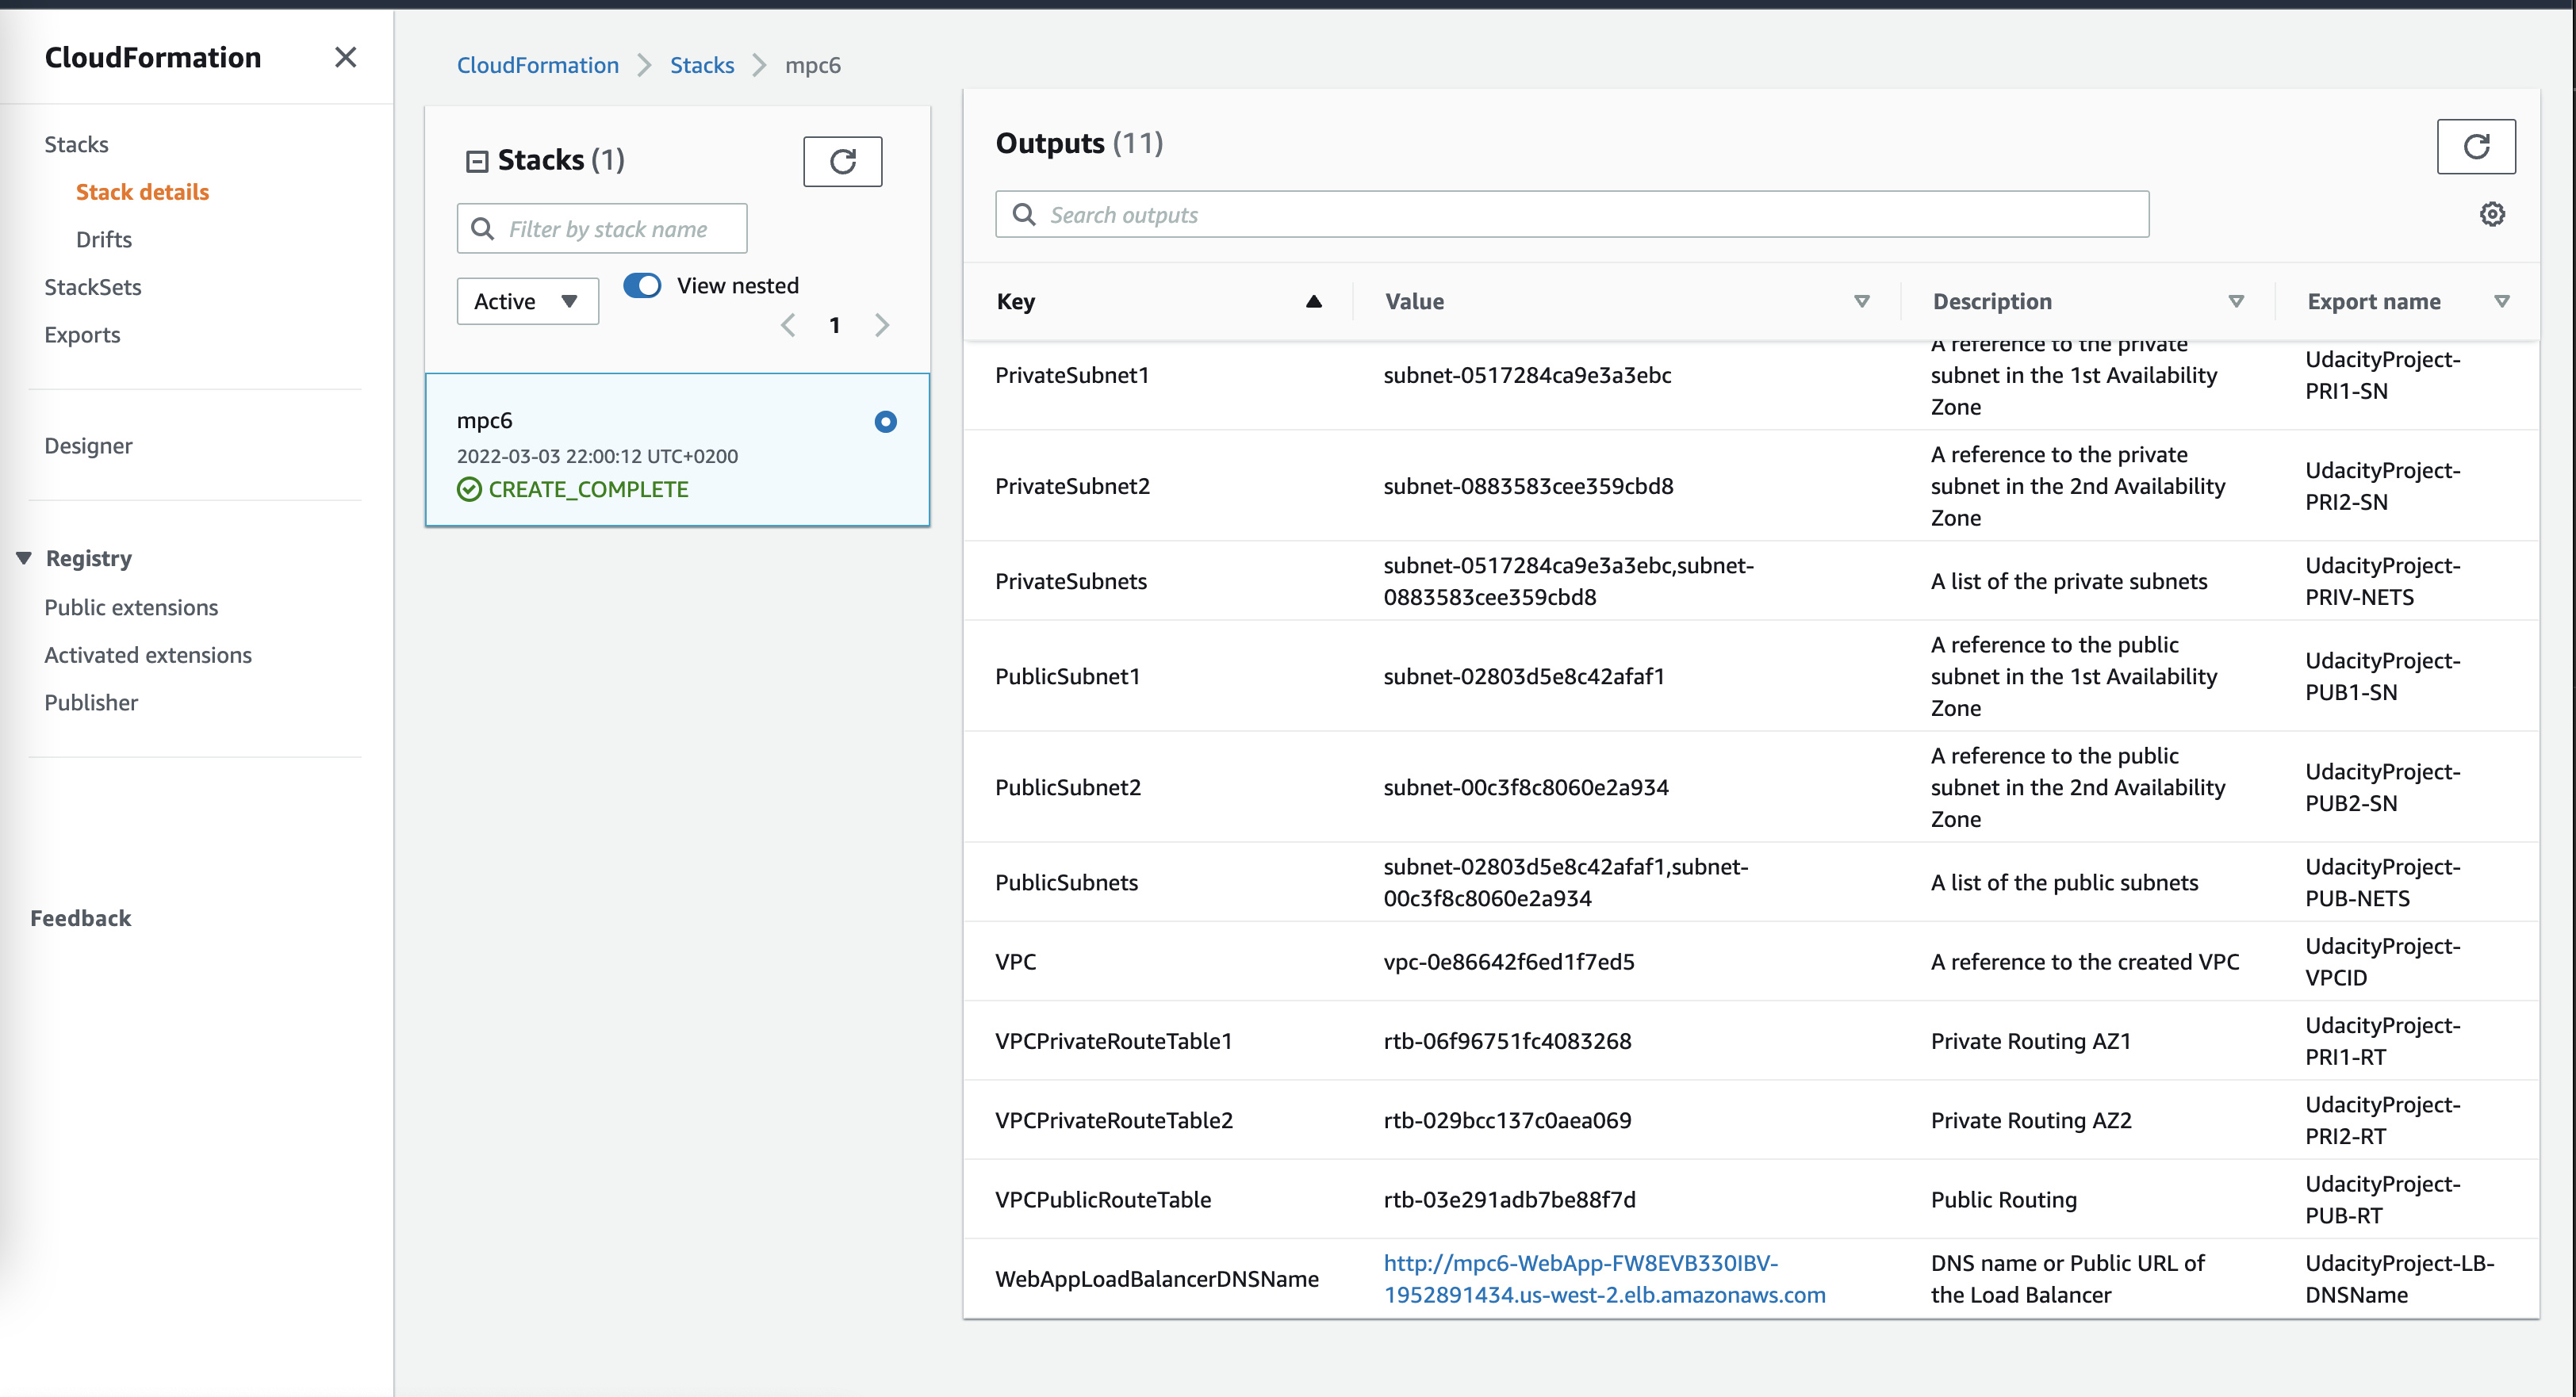 CloudFormation
Stacks
Stack details
Drifts
StackSets
Exports
Designer
Registry
Public extensions
Activated extensions
Publisher
Feedback
CloudFormation > Stacks > mpc6
Stacks (1)
Filter by stack name
Active
View nested
1
mpc6
2022-03-03 22:00:12 UTC+0200
CREATE_COMPLETE
Outputs (11)
Search outputs
Key Value Description Export name
PrivateSubnet1
subnet-0517284ca9e3a3ebc
A reference to the private
subnet in the 1st Availability
Zone
UdacityProject-
PRI1-SN
PrivateSubnet2
subnet-0883583cee359cbd8
A reference to the private
subnet in the 2nd Availability
Zone
UdacityProject-
PRI2-SN
PrivateSubnets
subnet-0517284ca9e3a3ebc,subnet-
0883583cee359cbd8
A list of the private subnets
UdacityProject-
PRIV-NETS
PublicSubnet1
subnet-02803d5e8c42afaf1
A reference to the public
subnet in the 1st Availability
Zone
UdacityProject-
PUB1-SN
PublicSubnet2
subnet-00c3f8c8060e2a934
A reference to the public
subnet in the 2nd Availability
Zone
UdacityProject-
PUB2-SN
PublicSubnets
subnet-02803d5e8c42afaf1,subnet-
00c3f8c8060e2a934
A list of the public subnets
UdacityProject-
PUB-NETS
VPC
vpc-0e86642f6ed1f7ed5
A reference to the created VPC
UdacityProject-
VPCID
VPCPrivateRouteTable1
rtb-06f96751fc4083268
Private Routing AZ1
UdacityProject-
PRI1-RT
VPCPrivateRouteTable2
rtb-029bcc137c0aea069
Private Routing AZ2
UdacityProject-
PRI2-RT
VPCPublicRouteTable
rtb-03e291adb7be88f7d
Public Routing
UdacityProject-
PUB-RT
WebAppLoadBalancerDNSName
http://mpc6-WebApp-FW8EVB330IBV-
1952891434.us-west-2.elb.amazonaws.com
DNS name or Public URL of
the Load Balancer
UdacityProject-LB-
DNSName